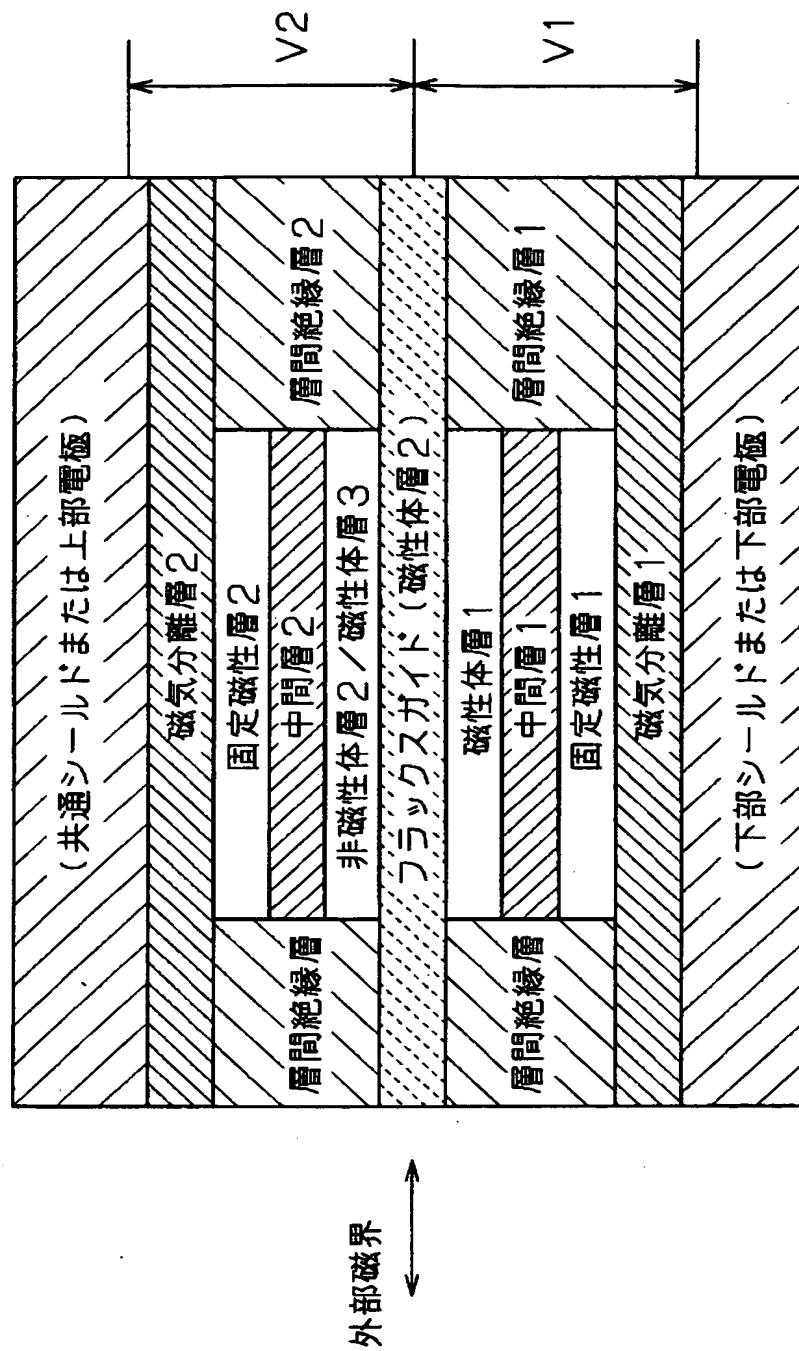 (共通シールドまたは上部電極)
磁気分離層2
固定磁性層2
中間層2
非磁性体層2/磁性体層3
層間絶縁層
層間絶縁層2
フラックスガイド(磁性体層2)
磁性体層1
中間層1
固定磁性層1
層間絶縁層
層間絶縁層1
磁気分離層1
(下部シールドまたは下部電極)
V2
V1
外部磁界